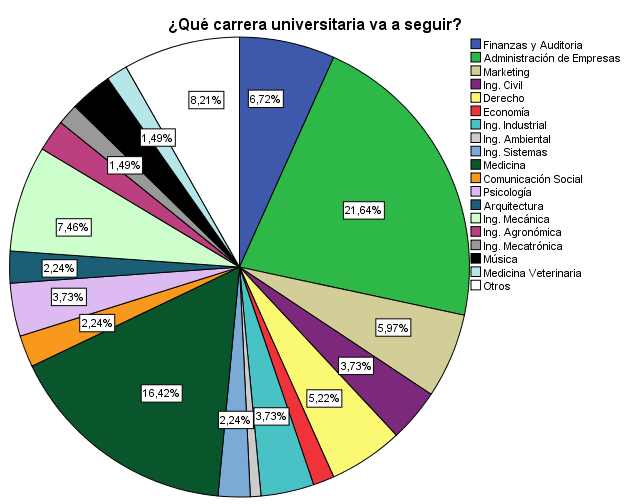 ¿Qué carrera universitaria va a seguir?
Finanzas y Auditoria
Administración de Empresas
Marketing
Ing. Civil
Derecho
Economía
Ing. Industrial
Ing. Ambiental
Ing. Sistemas
Medicina
Comunicación Social
Psicología
Arquitectura
Ing. Mecánica
Ing. Agronómica
Ing. Mecatrónica
Música
Medicina Veterinaria
Otros
6,72%
21,64%
5,97%
3,73%
5,22%
3,73%
2,24%
16,42%
2,24%
3,73%
2,24%
7,46%
1,49%
1,49%
8,21%